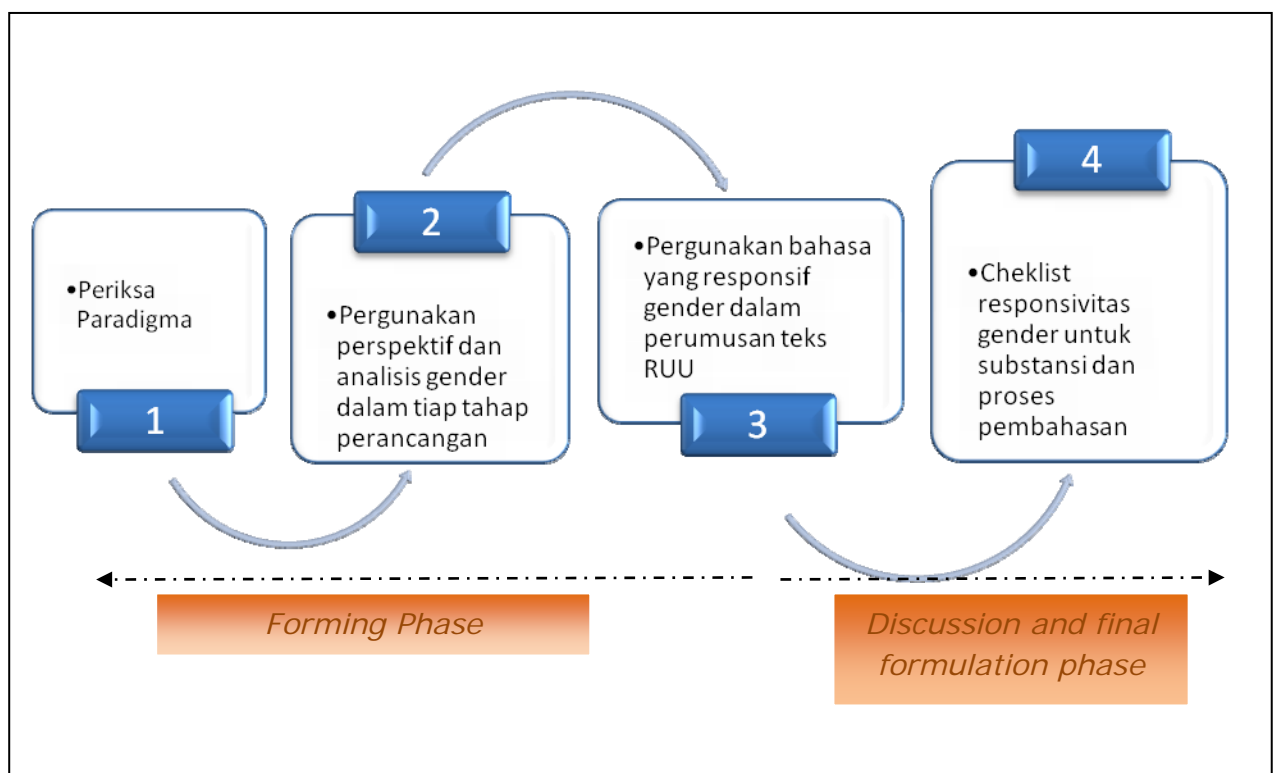 1
•Periksa
Paradigma
2
•Pergunakan
perspektif dan
analisis gender
dalam tiap tahap
perancangan
•Pergunakan bahasa
yang responsif
gender dalam
perumusan teks
RUU
3
4
•Cheklist
responsivitas
gender untuk
substansi dan
proses
pembahasan
Forming Phase
Discussion and final
formulation phase